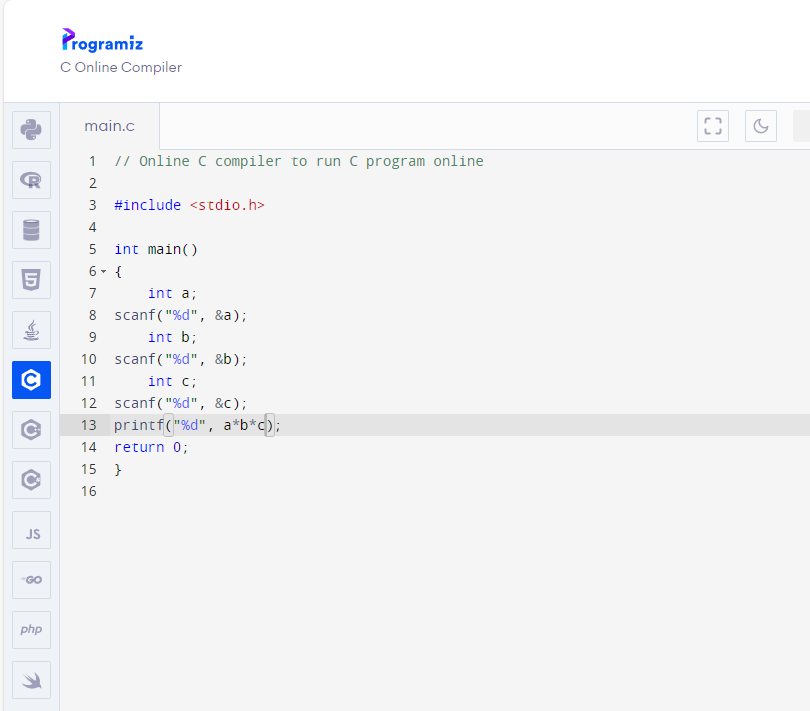 Programiz
C Online Compiler
main.c
1 // Online C compiler to run C program online
2
3 #include <stdio.h>
4
5 int main()
6 {
7     int a;
8 scanf("%d", &a);
9     int b;
10 scanf("%d", &b);
11     int c;
12 scanf("%d", &c);
13 printf("%d", a*b*c);
14 return 0;
15 }
16
R
5
C
C
C
JS
GO
php